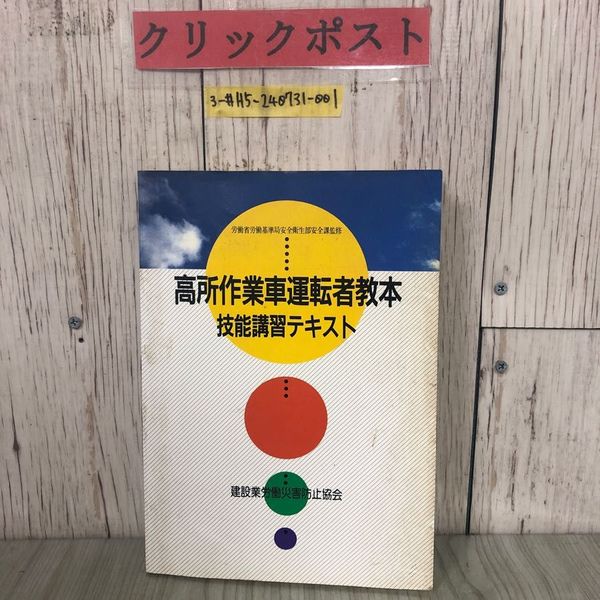 クリックポスト
3-#H5-240731-001
労働省労働基準局安全衛生部安全課監修
高所作業車運転者教本
技能講習テキスト
建設業労働災害防止協会